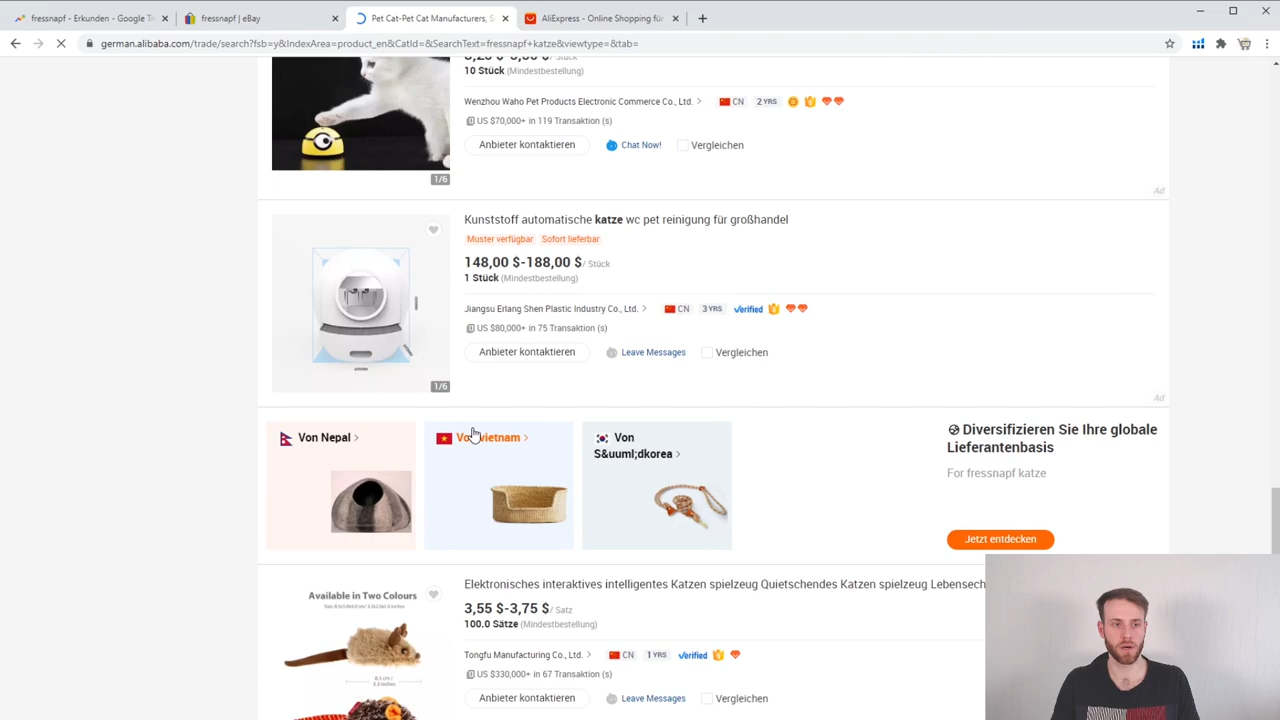 fressnapf - Erkunden - Google Tr
fressnapf | eBay
Pet Cat-Pet Cat Manufacturers, S
AliExpress - Online Shopping für
german.alibaba.com/trade/search?fsb=y&IndexArea=product_en&CatId=&SearchText=fressnapf+katze&viewtype=&tab=
10 Stück (Mindestbestellung)
Wenzhou Waho Pet Products Electronic Commerce Co., Ltd. > CN 2 YRS
US $70,000+ in 119 Transaktion (s)
Anbieter kontaktieren Chat Now! Vergleichen
1/6
Ad
Kunststoff automatische katze wc pet reinigung für großhandel
Muster verfügbar Sofort lieferbar
148,00 $-188,00 $/ Stück
1 Stück (Mindestbestellung)
Jiangsu Erlang Shen Plastic Industry Co., Ltd. > CN 3 YRS Verified
US $80,000+ in 75 Transaktion (s)
Anbieter kontaktieren Leave Messages Vergleichen
1/6
Ad
Von Nepal >
Von Vietnam >
Von
S&uuml;dkorea >
Diversifizieren Sie Ihre globale
Lieferantenbasis
For fressnapf katze
Jetzt entdecken
Available in Two Colours
Elektronisches interaktives intelligentes Katzen spielzeug Quietschendes Katzen spielzeug Lebensech
3,55 $-3,75 $/ Satz
100.0 Sätze (Mindestbestellung)
Tongfu Manufacturing Co., Ltd. > CN 1 YRS Verified
US $330,000+ in 67 Transaktion (s)
Anbieter kontaktieren Leave Messages Vergleichen